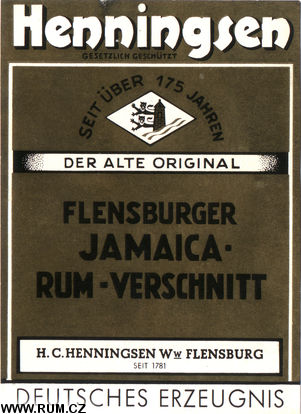 Henningsen
GESETZLICH GESCHÜTZT
SEIT ÜBER 175 JAHREN
DER ALTE ORIGINAL
FLENSBURGER
JAMAICA-
RUM-VERSCHNITT
H.C.HENNINGSEN Ww FLENSBURG
SEIT 1781
DEUTSCHES ERZEUGNIS
www.RUM.CZ